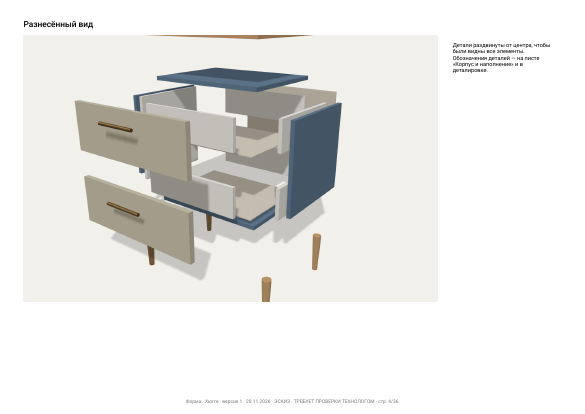 Разнесённый вид
Детали раздвинуты от центра, чтобы
были видны все элементы.
Обозначения деталей — на листе
«Корпус и наполнение» и в
деталировке.
Форма. Хюгге · версия 1 · 20.11.2026 · ЭСКИЗ · ТРЕБУЕТ ПРОВЕРКИ ТЕХНОЛОГОМ · стр. 4/36